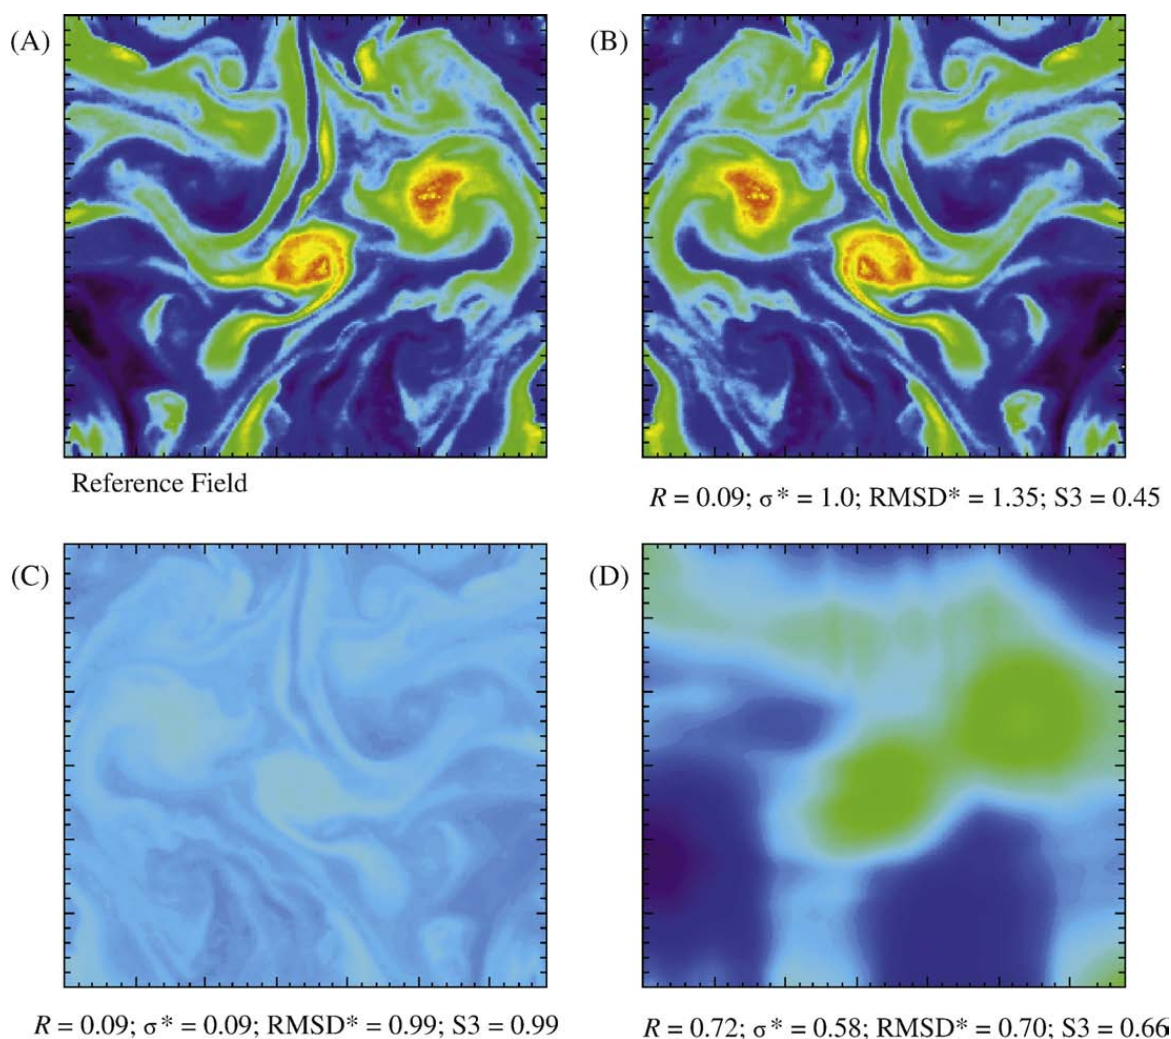 (A)
(B)
Reference Field
R = 0.09; σ* = 1.0; RMSD* = 1.35; S3 = 0.45
(C)
(D)
R = 0.09; σ* = 0.09; RMSD* = 0.99; S3 = 0.99
R = 0.72; σ* = 0.58; RMSD* = 0.70; S3 = 0.66